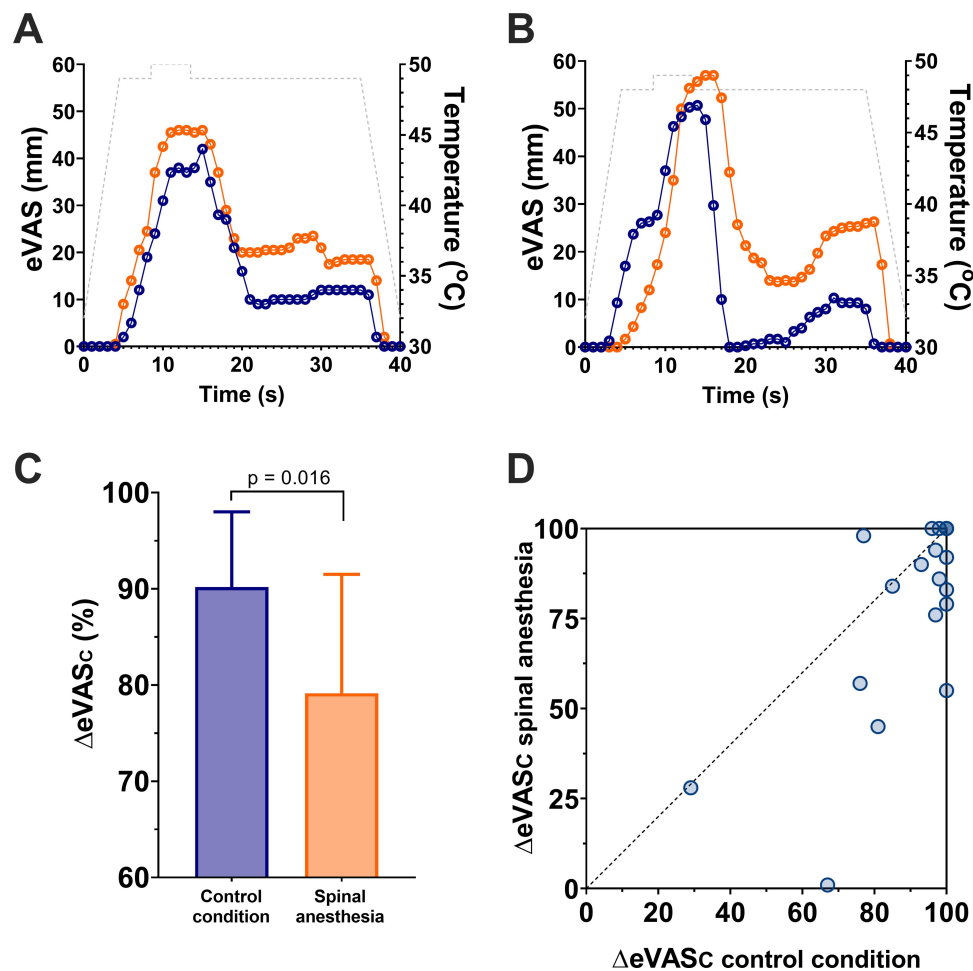 A
60
50
40
30
20
10
0
eVAS (mm)
50
45
40
35
30
Temperature (ºC)
0
10
20
30
40
Time (s)
B
60
50
40
30
20
10
0
eVAS (mm)
50
45
40
35
30
Temperature (ºC)
0
10
20
30
40
Time (s)
C
p = 0.016
100
90
80
70
60
ΔeVASC (%)
Control
condition
Spinal
anesthesia
D
100
75
50
25
0
ΔeVASC spinal anesthesia
0
20
40
60
80
100
ΔeVASC control condition